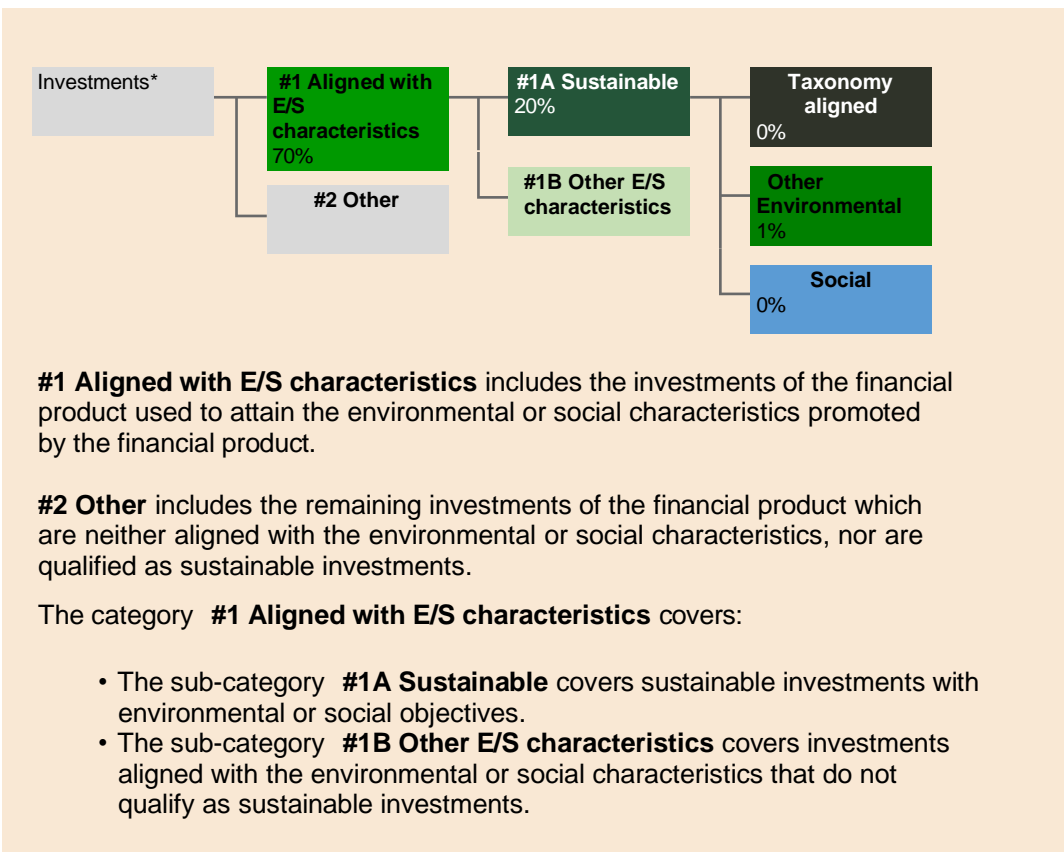 Investments*
#1 Aligned with
E/S
characteristics
70%
#2 Other
#1A Sustainable
20%
#1B Other E/S
characteristics
Taxonomy
aligned
0%
Other
Environmental
1%
Social
0%
#1 Aligned with E/S characteristics includes the investments of the financial
product used to attain the environmental or social characteristics promoted
by the financial product.
#2 Other includes the remaining investments of the financial product which
are neither aligned with the environmental or social characteristics, nor are
qualified as sustainable investments.
The category #1 Aligned with E/S characteristics covers:
• The sub-category #1A Sustainable covers sustainable investments with
environmental or social objectives.
• The sub-category #1B Other E/S characteristics covers investments
aligned with the environmental or social characteristics that do not
qualify as sustainable investments.